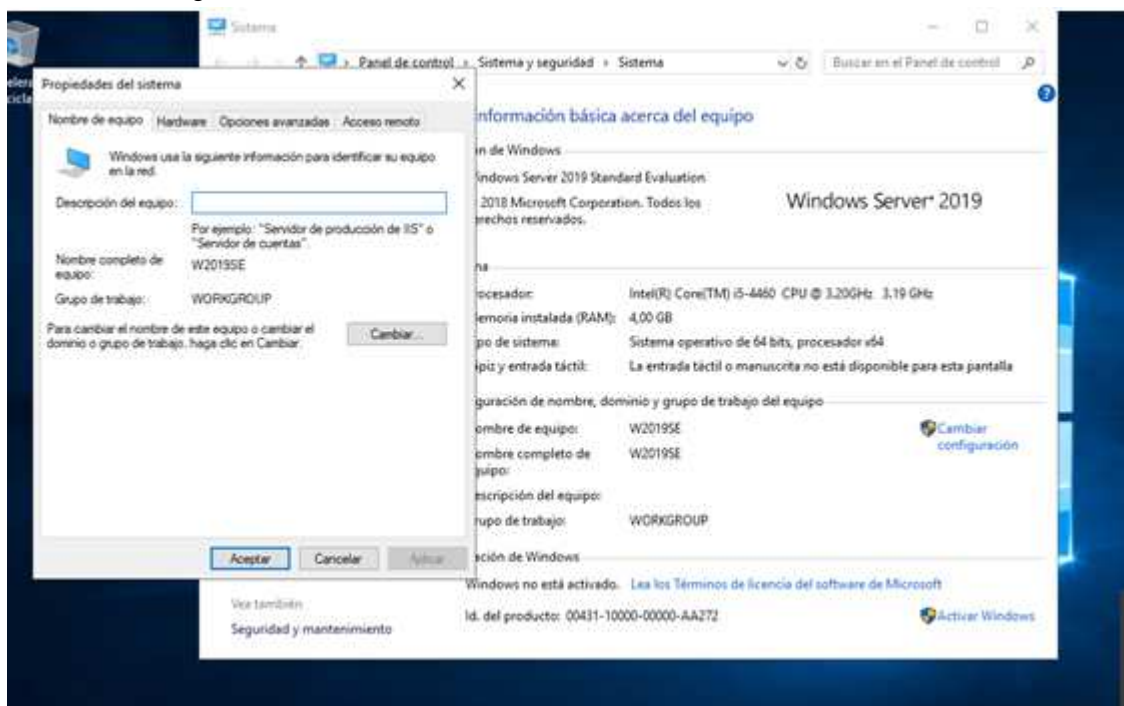 Sistema
Panel de control › Sistema y seguridad › Sistema
Buscar en el Panel de control
Propiedades del sistema
Nombre de equipo Hardware Opciones avanzadas Acceso remoto
Windows usa la siguiente información para identificar su equipo
en la red.
Descripción del equipo:
Por ejemplo: "Servidor de producción de IIS" o
"Servidor de cuentas".
Nombre completo de
equipo:
W2019SE
Grupo de trabajo:
WORKGROUP
Para cambiar el nombre de este equipo o cambiar el
dominio o grupo de trabajo, haga clic en Cambiar.
Cambiar...
Aceptar
Cancelar
Aplicar
nformación básica acerca del equipo
ón de Windows
indows Server 2019 Standard Evaluation
2018 Microsoft Corporation. Todos los
erechos reservados.
Windows Server 2019
na
ocesador: Intel(R) Core(TM) i5-4460 CPU @ 3.20GHz 3.19 GHz
emoria instalada (RAM): 4,00 GB
po de sistema: Sistema operativo de 64 bits, procesador x64
ápiz y entrada táctil: La entrada táctil o manuscrita no está disponible para esta pantalla
guración de nombre, dominio y grupo de trabajo del equipo
ombre de equipo: W2019SE
Cambiar
configuración
ombre completo de
quipo:
W2019SE
escripción del equipo:
rupo de trabajo: WORKGROUP
ación de Windows
Windows no está activado. Lea los Términos de licencia del software de Microsoft
Id. del producto: 00431-10000-00000-AA272
Activar Windows
Vea también
Seguridad y mantenimiento